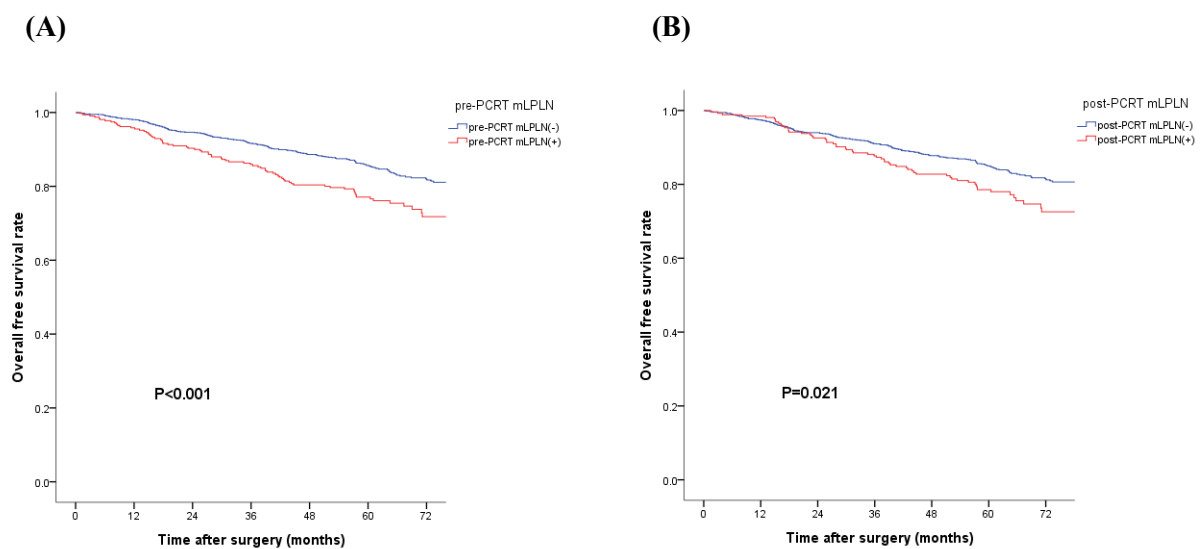 (A)
pre-PCRT mLPLN
pre-PCRT mLPLN(-)
pre-PCRT mLPLN(+)
Overall free survival rate
1.0
0.8
0.6
0.4
0.2
0.0
P<0.001
0 12 24 36 48 60 72
Time after surgery (months)
(B)
post-PCRT mLPLN
post-PCRT mLPLN(-)
post-PCRT mLPLN(+)
Overall free survival rate
1.0
0.8
0.6
0.4
0.2
0.0
P=0.021
0 12 24 36 48 60 72
Time after surgery (months)